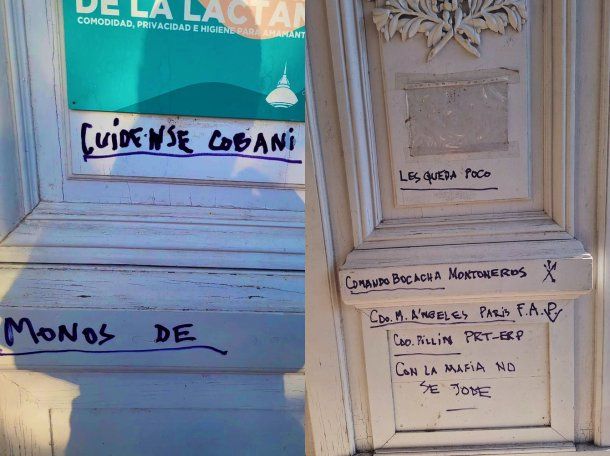 DE LA LACTAN
COMODIDAD, PRIVACIDAD E HIGIENE PARA AMAMANT
CUIDENSE COBANI
MONOS DE
LES QUEDA POCO
COMANDO BOCACHA MONTONEROS
CDO. M. ANGELES PARIS F.A.P.
CDO. PILLIN PRT-ERP
CON LA MAFIA NO
SE JODE